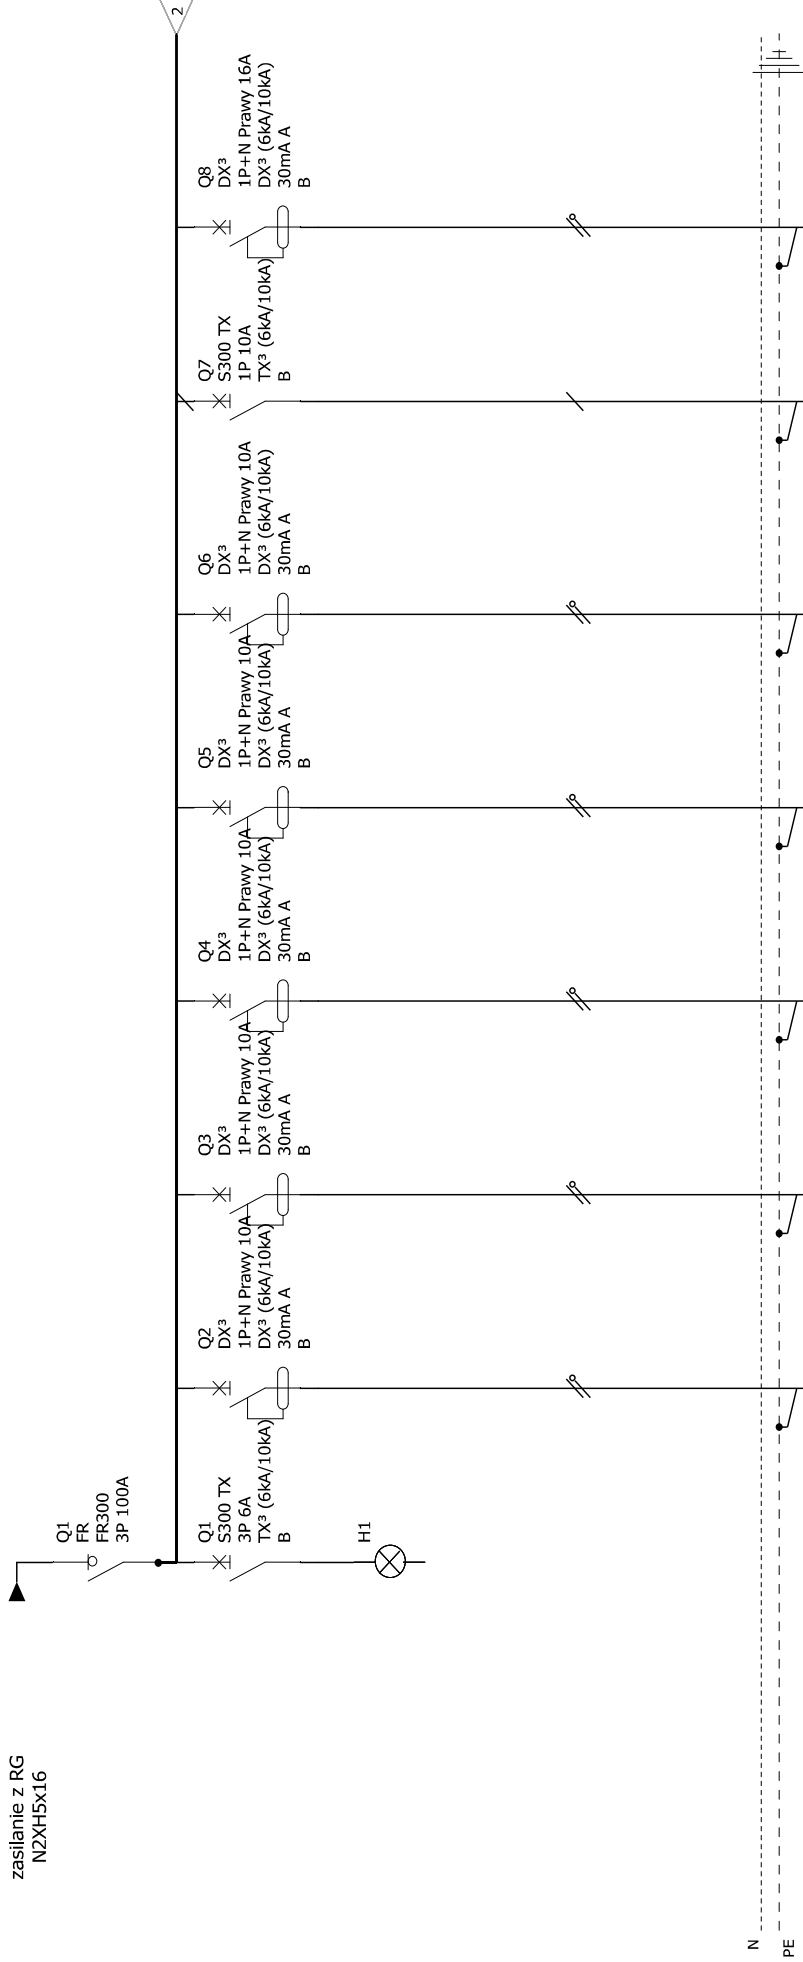 zasilanie z RG
N2XH5x16
Q1
FR
FR300
3P 100A
2
Q1
S300 TX
3P 6A
TX³ (6kA/10kA)
B
H1
Q2
DX³
1P+N Prawy 10A
DX³ (6kA/10kA)
30mA A
B
Q3
DX³
1P+N Prawy 10A
DX³ (6kA/10kA)
30mA A
B
Q4
DX³
1P+N Prawy 10A
DX³ (6kA/10kA)
30mA A
B
Q5
DX³
1P+N Prawy 10A
DX³ (6kA/10kA)
30mA A
B
Q6
DX³
1P+N Prawy 10A
DX³ (6kA/10kA)
30mA A
B
Q7
S300 TX
1P 10A
TX³ (6kA/10kA)
B
Q8
DX³
1P+N Prawy 16A
DX³ (6kA/10kA)
30mA A
B
N
PE